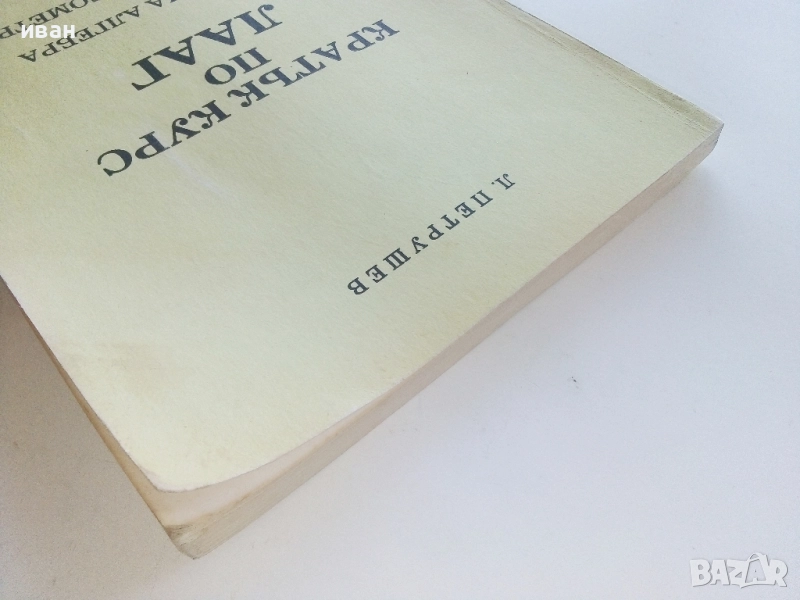 Л. ПЕТРУШЕВ
КРАТЪК КУРС
ПО
ЛААГ
АЛГЕБРА
иван
BAZAR